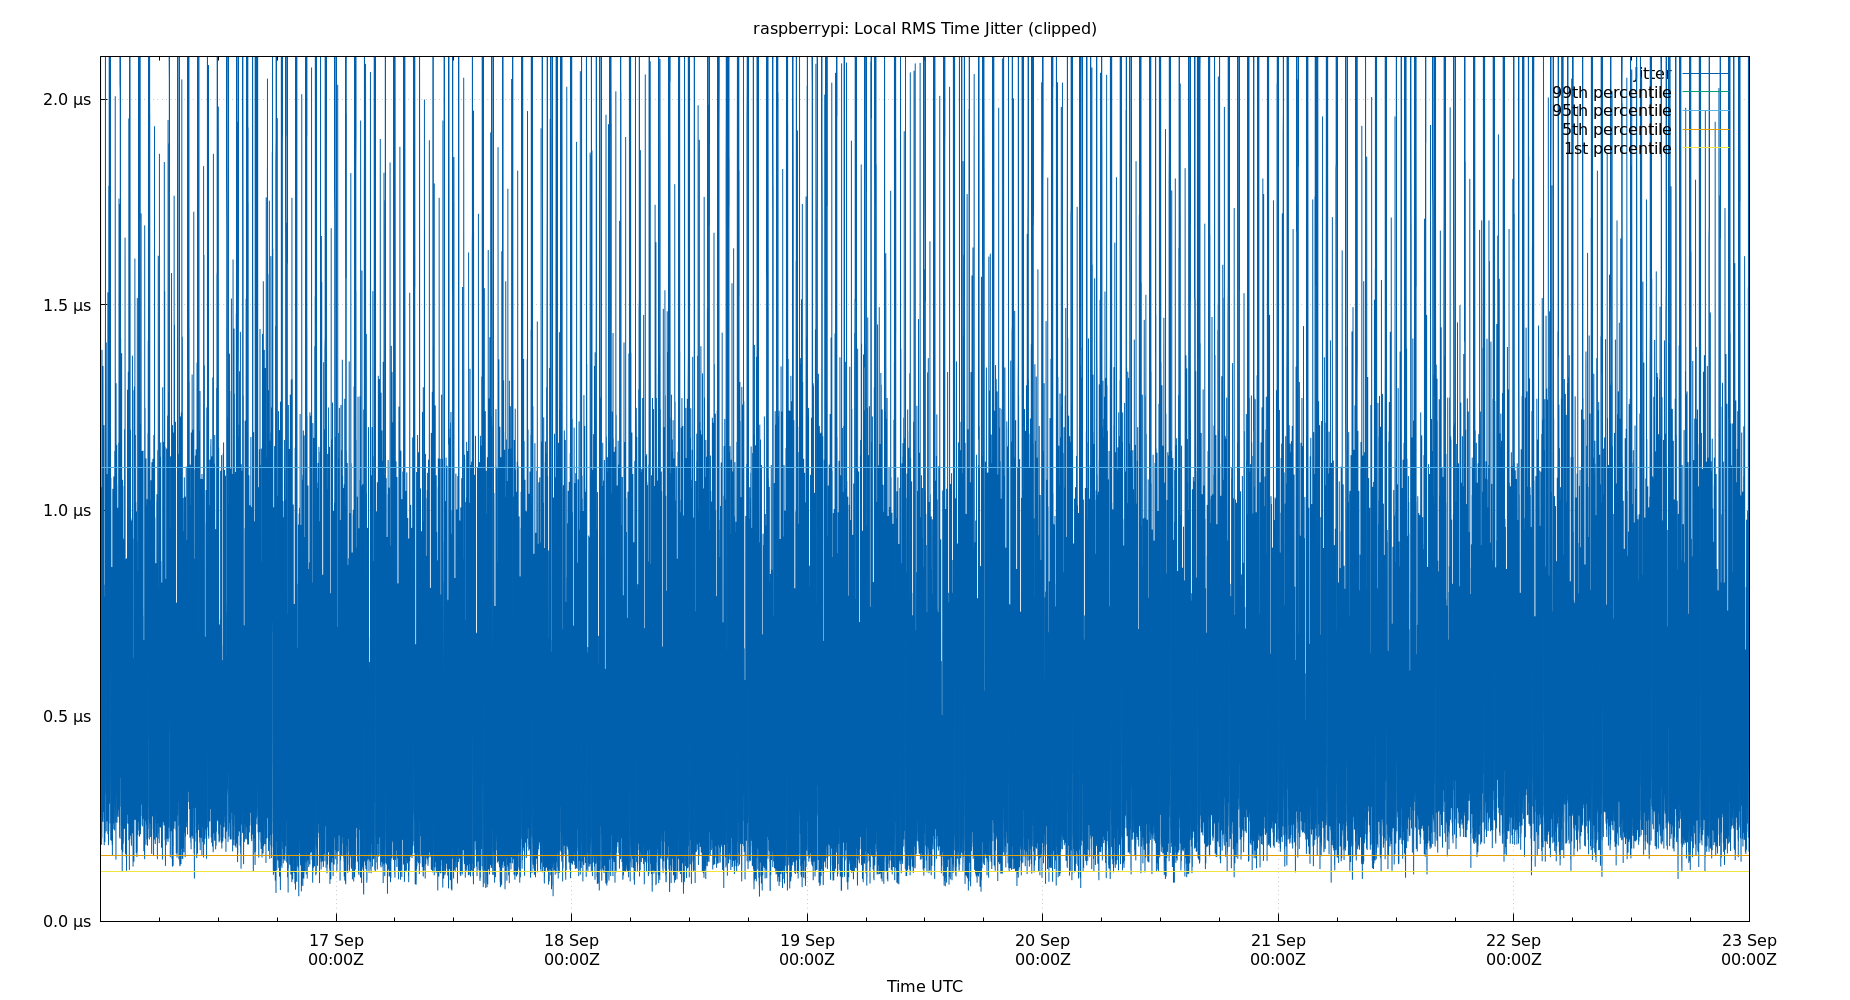 raspberrypi: Local RMS Time Jitter (clipped)
2.0 μs
1.5 μs
1.0 μs
0.5 μs
0.0 μs
Jitter
99th percentile
95th percentile
5th percentile
1st percentile
17 Sep
00:00Z
18 Sep
00:00Z
19 Sep
00:00Z
20 Sep
00:00Z
21 Sep
00:00Z
22 Sep
00:00Z
23 Sep
00:00Z
Time UTC